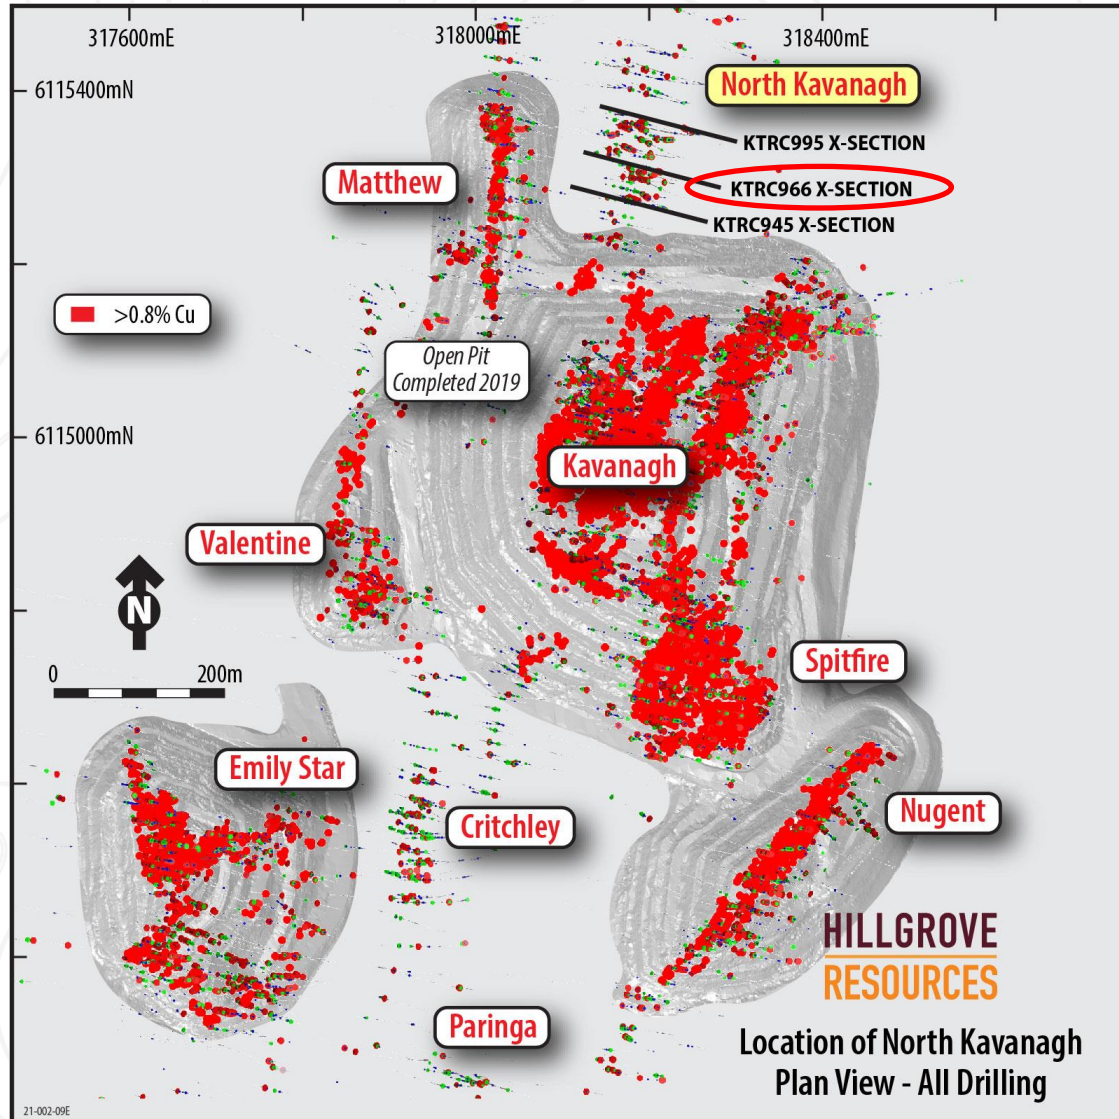 317600mE
318000mE
318400mE
6115400mN
North Kavanagh
KTRC995 X-SECTION
Matthew
KTRC966 X-SECTION
KTRC945 X-SECTION
>0.8% Cu
Open Pit
Completed 2019
6115000mN
Kavanagh
Valentine
N
Spitfire
0
200m
Emily Star
Critchley
Nugent
HILLGROVE
RESOURCES
Paringa
Location of North Kavanagh
Plan View - All Drilling
21-002-09E